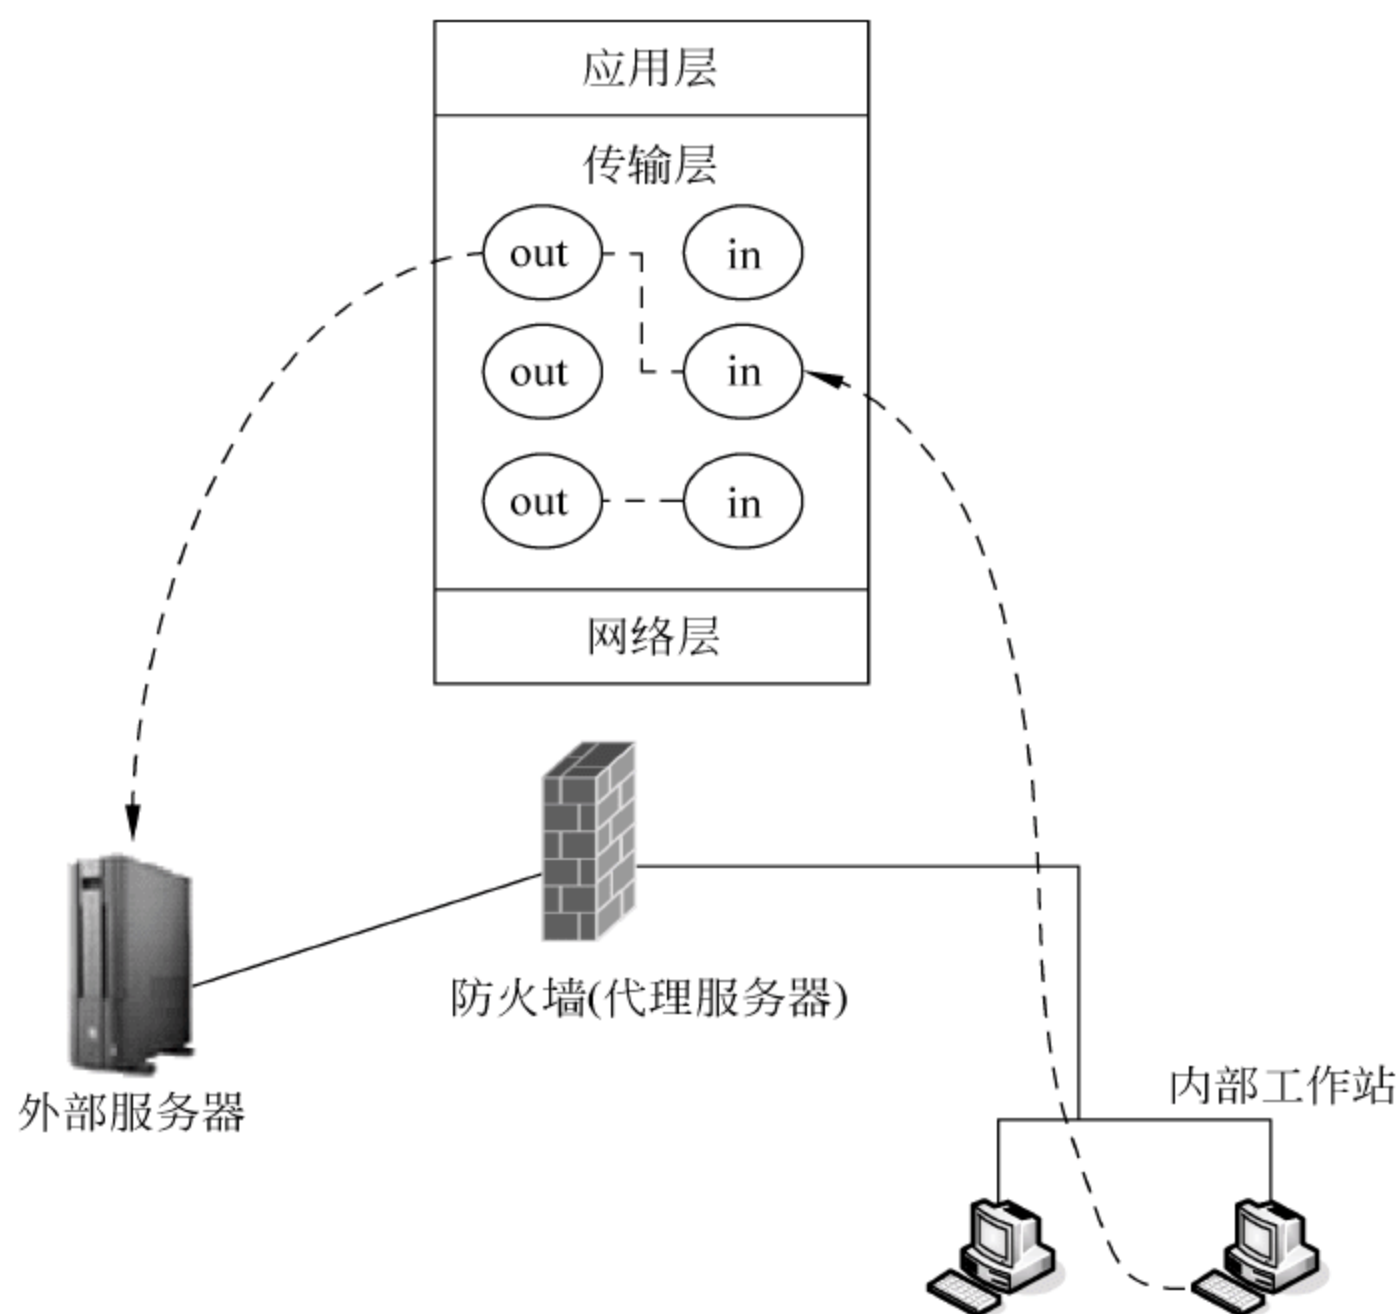 应用层
传输层
out
in
out
in
out
in
网络层
防火墙(代理服务器)
外部服务器
内部工作站